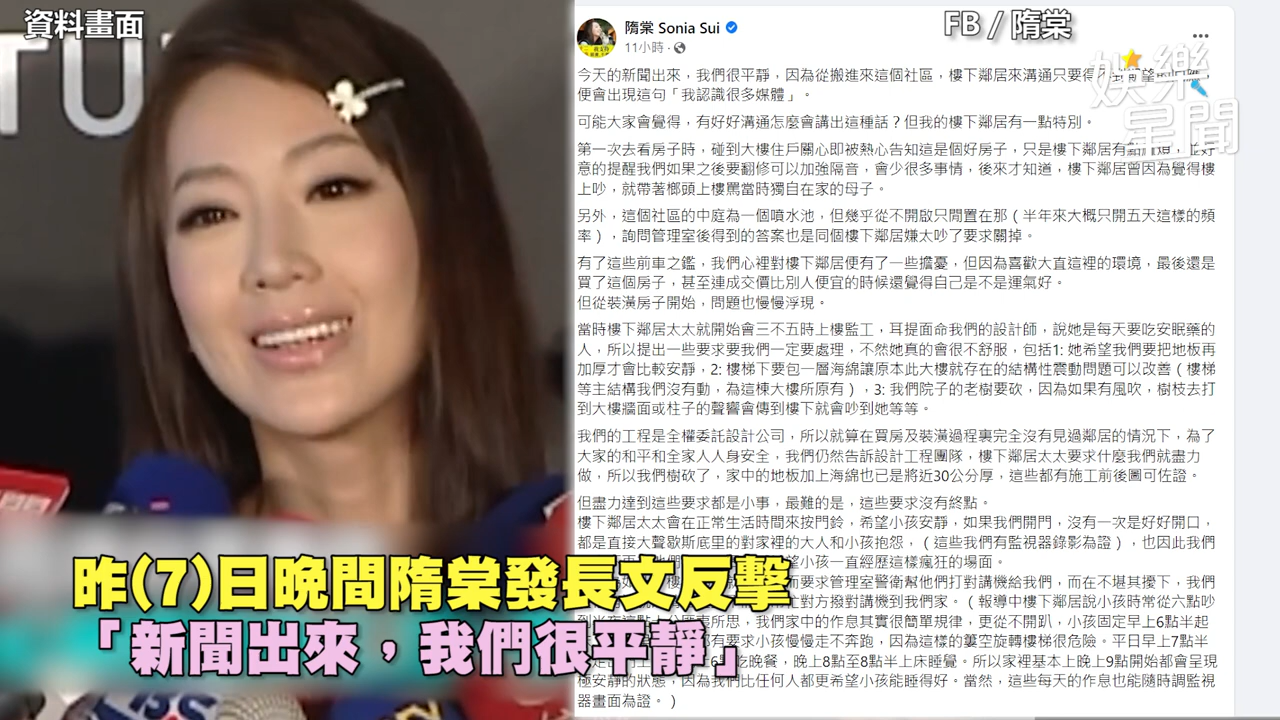 資料畫面
TUT
FB / 隋棠
娛樂
星聞
隋棠 Sonia Sui
11小時
今天的新聞出來，我們很平靜，因為從搬進來這個社區，樓下鄰居來溝通只要得
便會出現這句「我認識很多媒體」。
可能大家會覺得，有好好溝通怎麼會講出這種話？但我的樓下鄰居有一點特別。
第一次去看房子時，碰到大樓住戶關心即被熱心告知這是個好房子，只是樓下鄰居有
意的提醒我們如果之後要翻修可以加強隔音，會少很多事情，後來才知道，樓下鄰居曾因為覺得樓
上吵，就帶著榔頭上樓罵當時獨自在家的母子。
另外，這個社區的中庭為一個噴水池，但幾乎從不開啟只閒置在那（半年來大概只開五天這樣的頻
率），詢問管理室後得到的答案也是同個樓下鄰居嫌太吵了要求關掉。
有了這些前車之鑑，我們心裡對樓下鄰居便有了一些擔憂，但因為喜歡大直這裡的環境，最後還是
買了這個房子，甚至連成交價比別人便宜的時候還覺得自己是不是運氣好。
但從裝潢房子開始，問題也慢慢浮現。
當時樓下鄰居太太就開始會三不五時上樓監工，耳提面命我們的設計師，說她是每天要吃安眠藥的
人，所以提出一些要求要我們一定要處理，不然她真的會很不舒服，包括1: 她希望我們要把地板再
加厚才會比較安靜，2: 樓梯下要包一層海綿讓原本此大樓就存在的結構性震動問題可以改善（樓梯
等主結構我們沒有動，為這棟大樓所原有），3: 我們院子的老樹要砍，因為如果有風吹，樹枝去打
到大樓牆面或柱子的聲響會傳到樓下就會吵到她等等。
我們的工程是全權委託設計公司，所以就算在買房及裝潢過程裏完全沒有見過鄰居的情況下，為了
大家的和平和全家人人身安全，我們仍然告訴設計工程團隊，樓下鄰居太太要求什麼我們就盡力
做，所以我們樹砍了，家中的地板加上海綿也已是將近30公分厚，這些都有施工前後圖可佐證。
但盡力達到這些要求都是小事，最難的是，這些要求沒有終點。
樓下鄰居太太會在正常生活時間來按門鈴，希望小孩安靜，如果我們開門，沒有一次是好好開口，
都是直接大聲歇斯底里的對家裡的大人和小孩抱怨，（這些我們有監視器錄影為證），也因此我們
小孩一直經歷這樣瘋狂的場面。
而要求管理室警衛幫他們打對講機給我們，而在不堪其擾下，我們
對方撥對講機到我們家。（報導中樓下鄰居說小孩時常從六點吵
所思，我們家中的作息其實很簡單規律，更從不開趴，小孩固定早上6點半起
有要求小孩慢慢走不奔跑，因為這樣的簍空旋轉樓梯很危險。平日早上7點半
吃晚餐，晚上8點至8點半上床睡覺。所以家裡基本上晚上9點開始都會呈現
極安靜的狀態，因為我們比任何人都更希望小孩能睡得好。當然，這些每天的作息也能隨時調監視
器畫面為證。）
昨(7)日晚間隋棠發長文反擊
「新聞出來，我們很平靜」